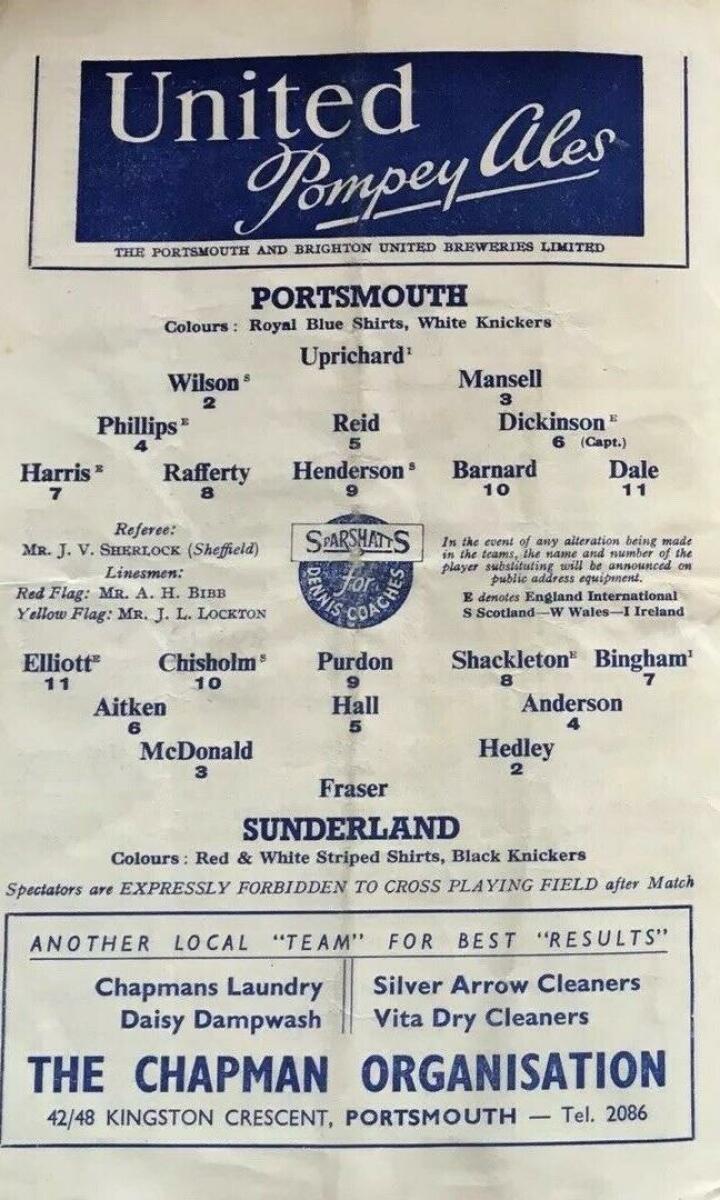 United
Pompey Ales
THE PORTSMOUTH AND BRIGHTON UNITED BREWERIES LIMITED
PORTSMOUTH
Colours : Royal Blue Shirts, White Knickers
Uprichard I
Wilson S Mansell
2 3
Phillips E Reid Dickinson E
4 5 6 (Capt.)
Harris E Rafferty Henderson S Barnard Dale
7 8 9 10 11
Referee:
MR. J. V. SHERLOCK (Sheffield)
Linesmen:
Red Flag: MR. A. H. BIBB
Yellow Flag: MR. J. L. LOCKTON
SPARSHATTS
for
DENNIS COACHES
In the event of any alteration being made
in the teams, the name and number of the
player substituting will be announced on
public address equipment.
E denotes England International
S Scotland—W Wales—I Ireland
Elliott E Chisholm S Purdon Shackleton E Bingham I
11 10 9 8 7
Aitken Hall Anderson
6 5 4
McDonald Hedley
3 2
Fraser
SUNDERLAND
Colours : Red & White Striped Shirts, Black Knickers
Spectators are EXPRESSLY FORBIDDEN TO CROSS PLAYING FIELD after Match
ANOTHER LOCAL "TEAM" FOR BEST "RESULTS"
Chapmans Laundry Silver Arrow Cleaners
Daisy Dampwash Vita Dry Cleaners
THE CHAPMAN ORGANISATION
42/48 KINGSTON CRESCENT, PORTSMOUTH — Tel. 2086